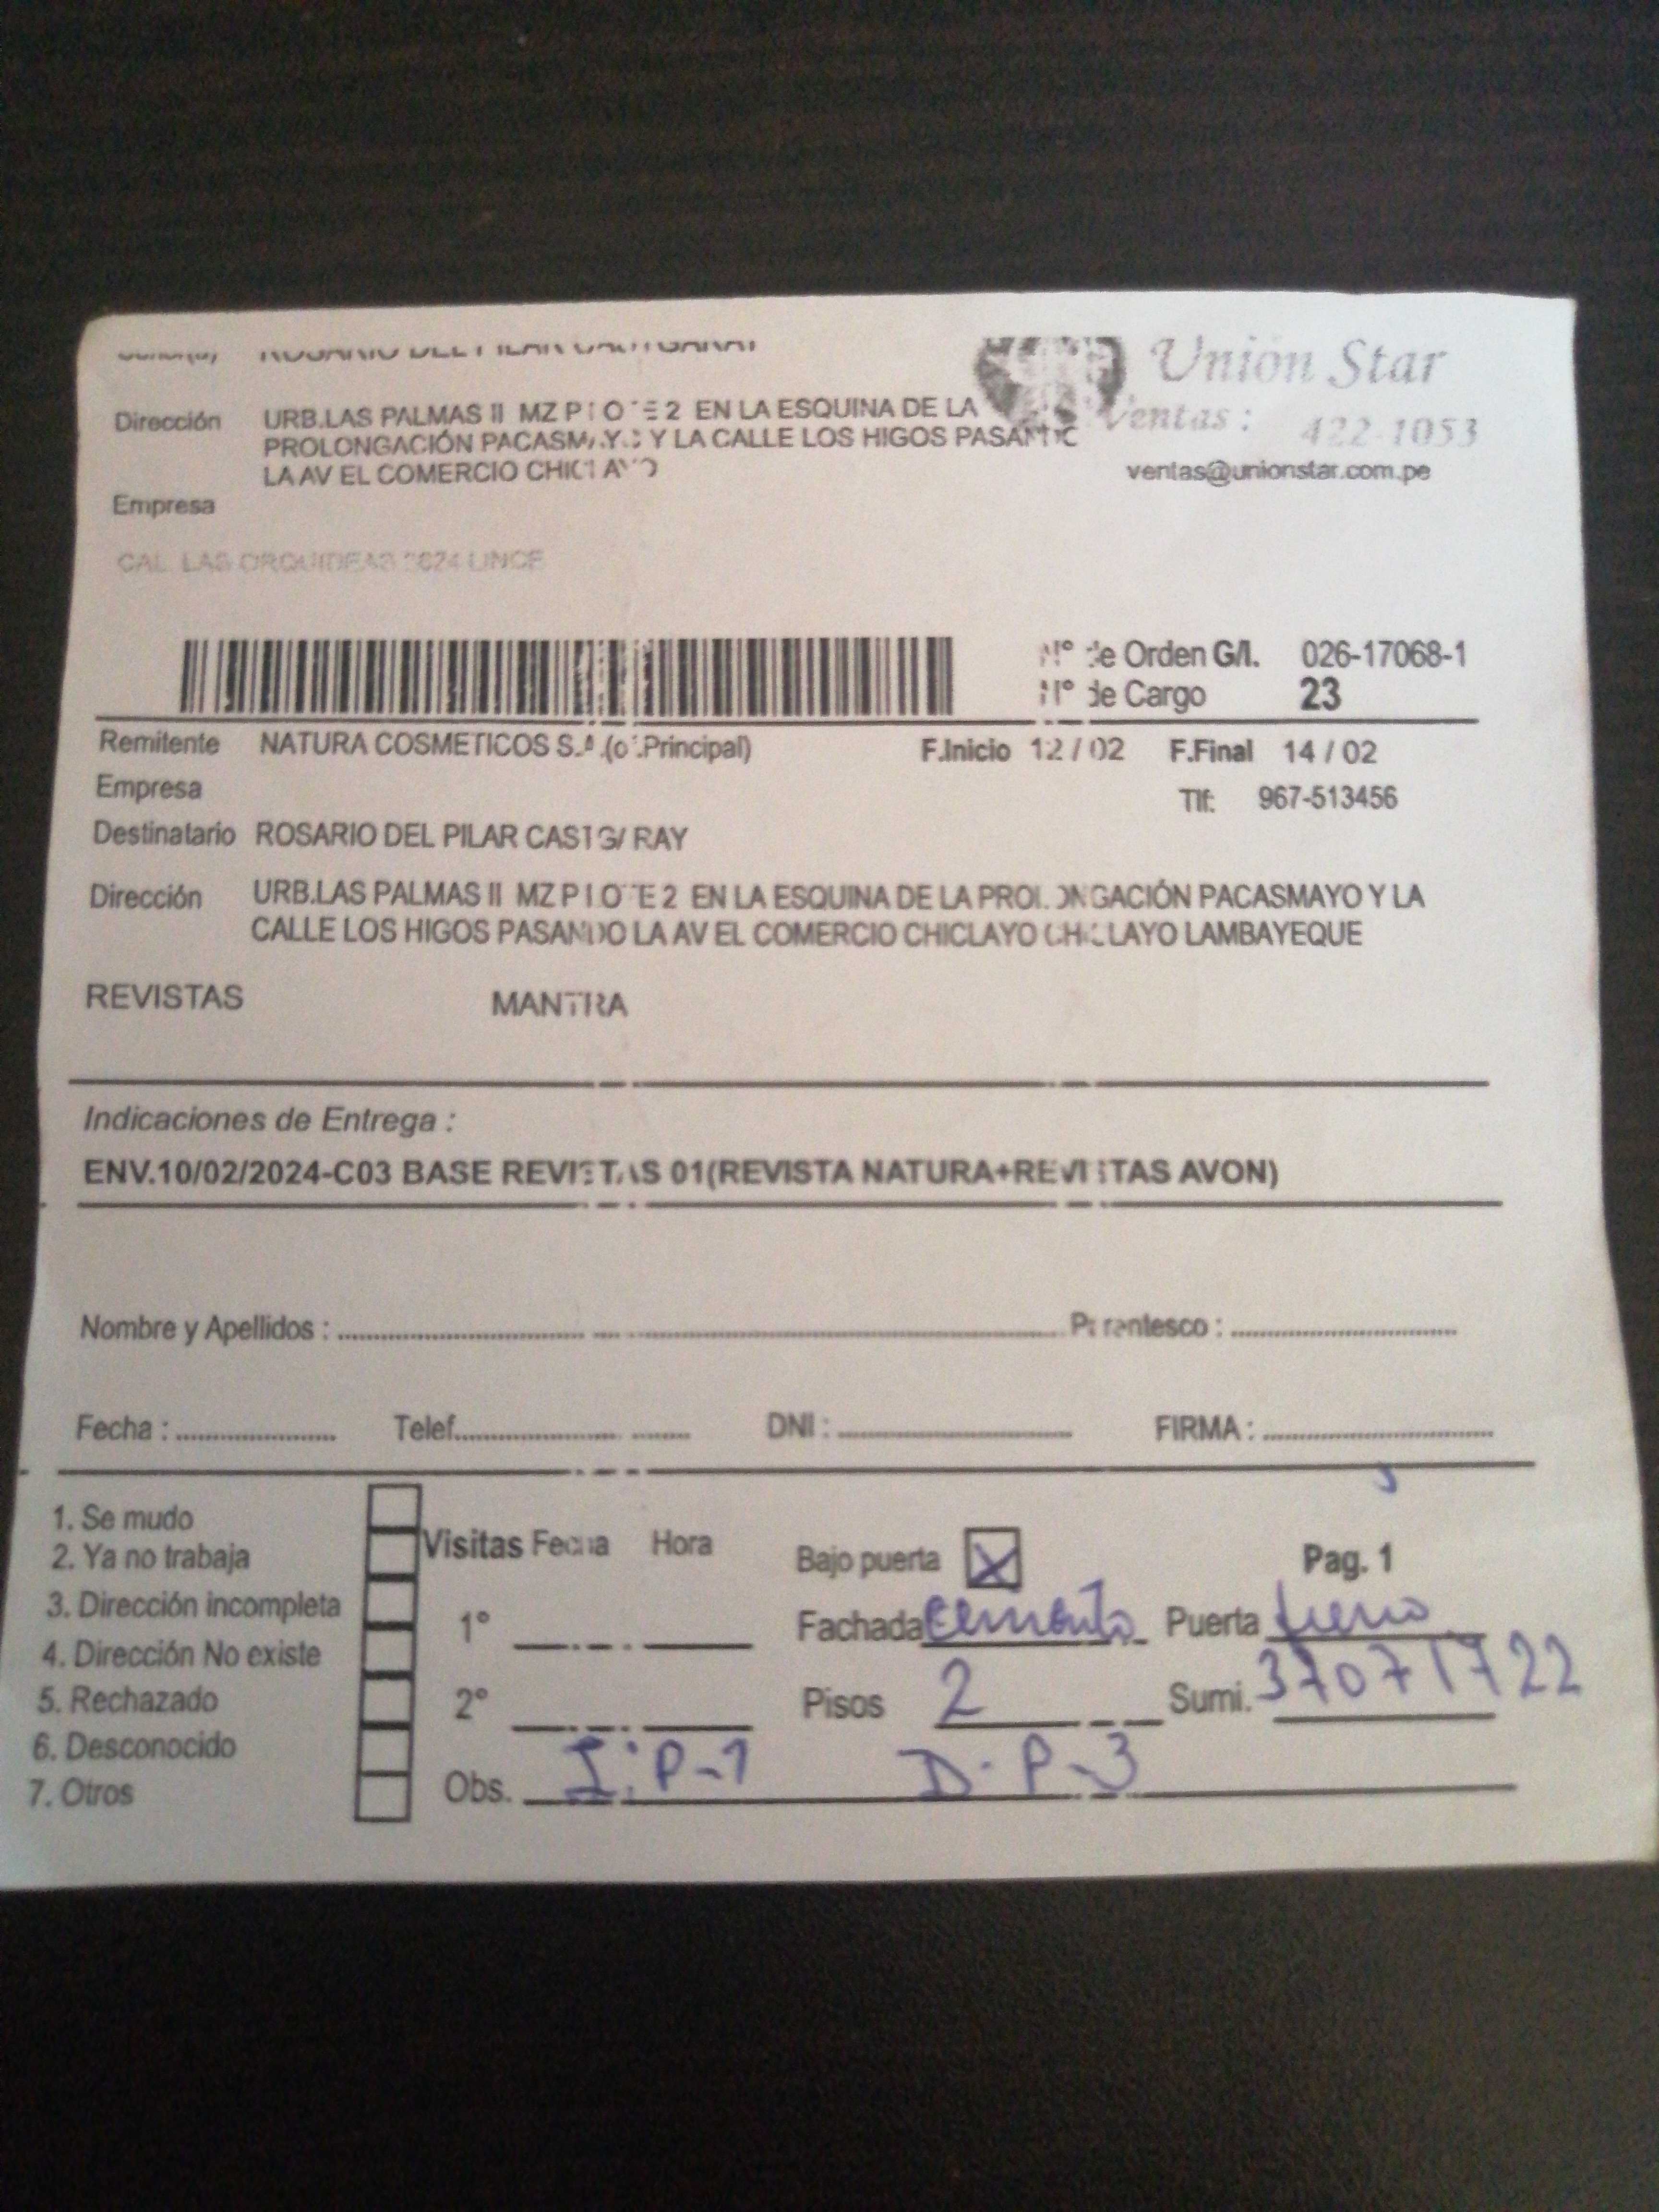 Unión Star
Dirección URB.LAS PALMAS II MZ P LOTE 2 EN LA ESQUINA DE LA
PROLONGACIÓN PACASMAYO Y LA CALLE LOS HIGOS PASANDO
LA AV EL COMERCIO CHICLAYO
Ventas : 422-1053
ventas@unionstar.com.pe
Empresa
CAL. LAS ORQUIDEAS LINCE
N° de Orden G/I. 026-17068-1
N° de Cargo 23
Remitente NATURA COSMETICOS S.A.(of.Principal) F.Inicio 12 / 02 F.Final 14 / 02
Empresa
Tlf: 967-513456
Destinatario ROSARIO DEL PILAR
Dirección URB.LAS PALMAS II MZ P LOTE 2 EN LA ESQUINA DE LA PROLONGACIÓN PACASMAYO Y LA
CALLE LOS HIGOS PASANDO LA AV EL COMERCIO CHICLAYO CHICLAYO LAMBAYEQUE
REVISTAS MANTRA
Indicaciones de Entrega :
ENV.10/02/2024-C03 BASE REVISTAS 01(REVISTA NATURA+REVISTAS AVON)
Nombre y Apellidos : Parentesco :
Fecha : Telef. DNI : FIRMA :
1. Se mudo
2. Ya no trabaja
3. Dirección incompleta
4. Dirección No existe
5. Rechazado
6. Desconocido
7. Otros
Visitas Fecha Hora
1°
2°
Bajo puerta X Pag. 1
Fachada cemento Puerta fierro
Pisos 2 Sumi. 37071722
Obs. I: P-1 D. P-3